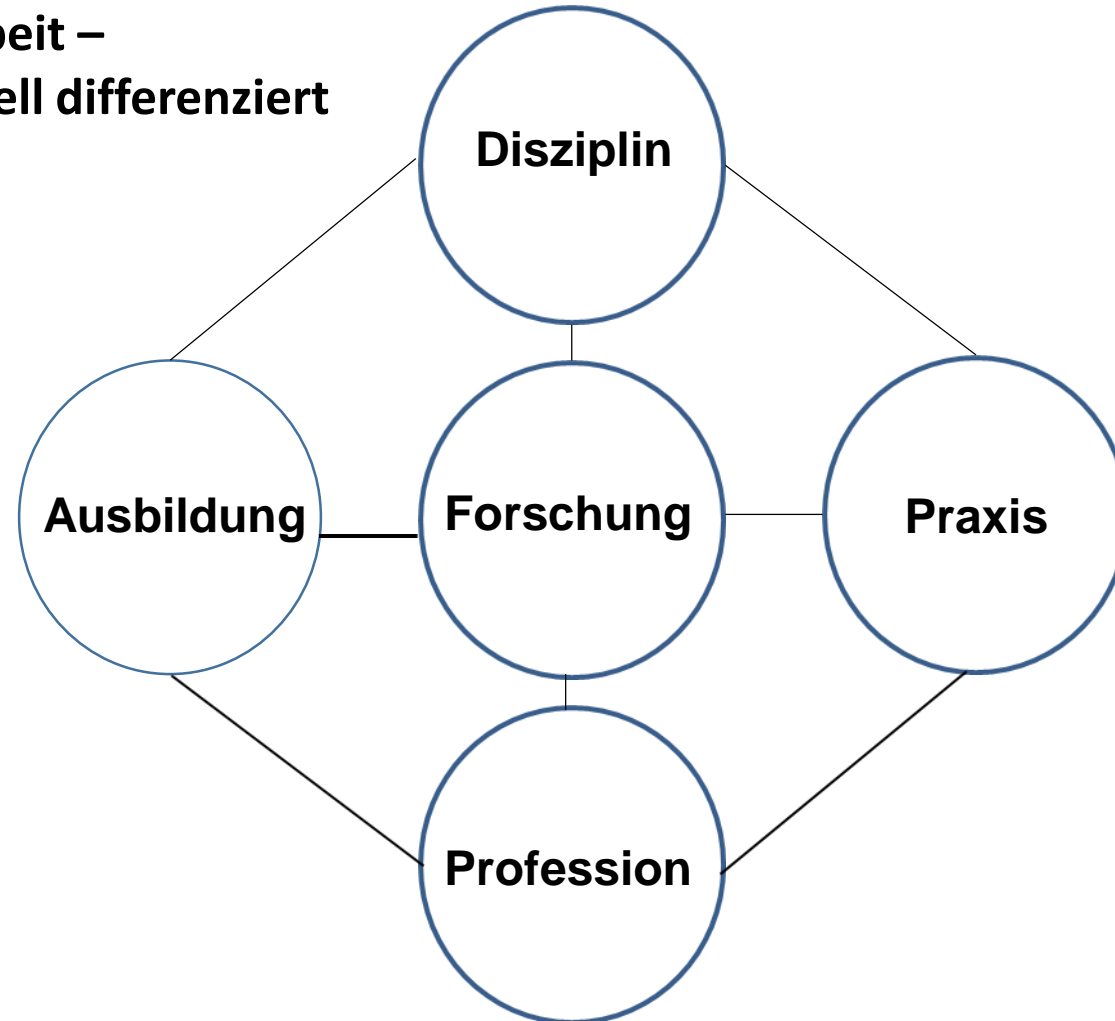 beit –
ell differenziert
Disziplin
Ausbildung
Forschung
Praxis
Profession